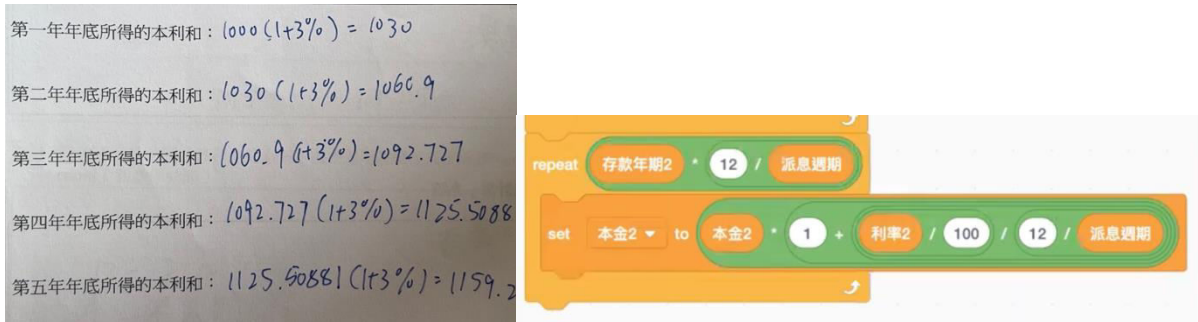 第一年年底所得的本利和：1000(1+3%) = 1030
第二年年底所得的本利和：1030(1+3%) = 1060.9
第三年年底所得的本利和：1060.9(1+3%)=1092.727
第四年年底所得的本利和：1092.727(1+3%)=1125.5088
第五年年底所得的本利和：1125.50881(1+3%)=1159.2
repeat 存款年期2 * 12 / 派息週期
set 本金2 to 本金2 * 1 + 利率2 / 100 / 12 / 派息週期